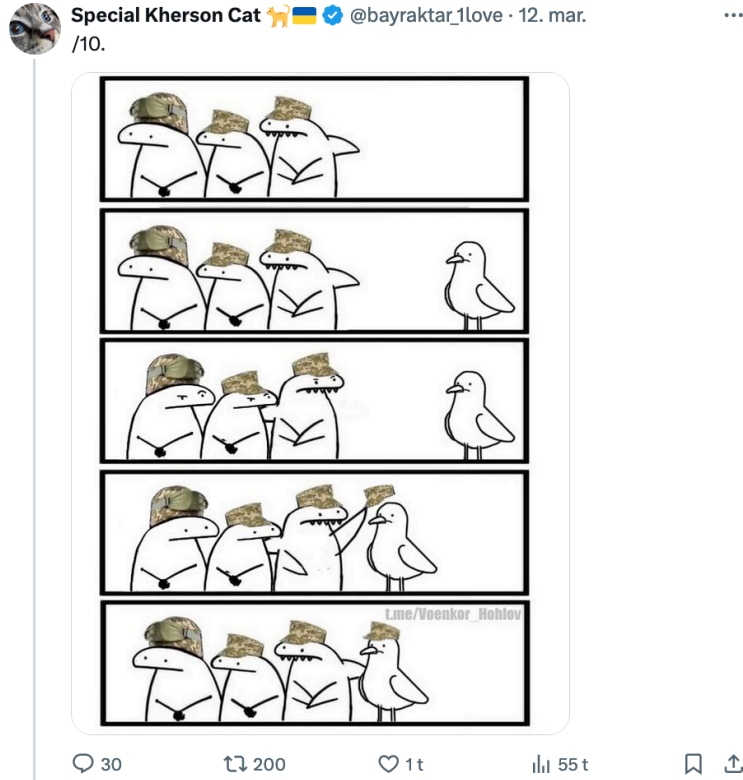 Special Kherson Cat 🐈🇺🇦 @bayraktar_1love · 12. mar.
/10.
t.me/Voenkor_Hohlov
30 200 1 t 55 t